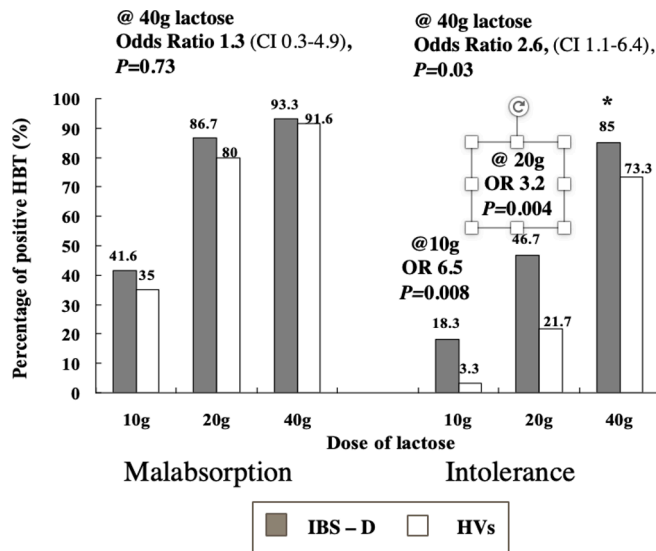 @ 40g lactose
Odds Ratio 1.3 (CI 0.3-4.9),
P=0.73
@ 40g lactose
Odds Ratio 2.6, (CI 1.1-6.4),
P=0.03
Percentage of positive HBT (%)
100
90
80
70
60
50
40
30
20
10
0
41.6
35
86.7
80
93.3
91.6
@10g
OR 6.5
P=0.008
18.3
3.3
@ 20g
OR 3.2
P=0.004
46.7
21.7
*
85
73.3
10g 20g 40g 10g 20g 40g
Dose of lactose
Malabsorption Intolerance
IBS – D HVs